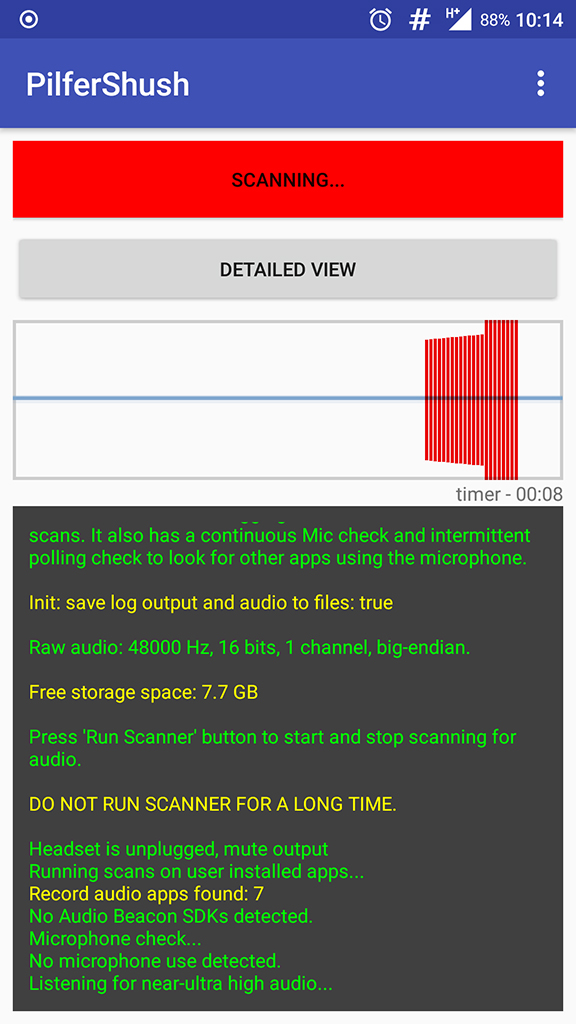 H+ 88% 10:14
PilferShush
SCANNING...
DETAILED VIEW
timer - 00:08
scans. It also has a continuous Mic check and intermittent
polling check to look for other apps using the microphone.
Init: save log output and audio to files: true
Raw audio: 48000 Hz, 16 bits, 1 channel, big-endian.
Free storage space: 7.7 GB
Press 'Run Scanner' button to start and stop scanning for
audio.
DO NOT RUN SCANNER FOR A LONG TIME.
Headset is unplugged, mute output
Running scans on user installed apps...
Record audio apps found: 7
No Audio Beacon SDKs detected.
Microphone check...
No microphone use detected.
Listening for near-ultra high audio...